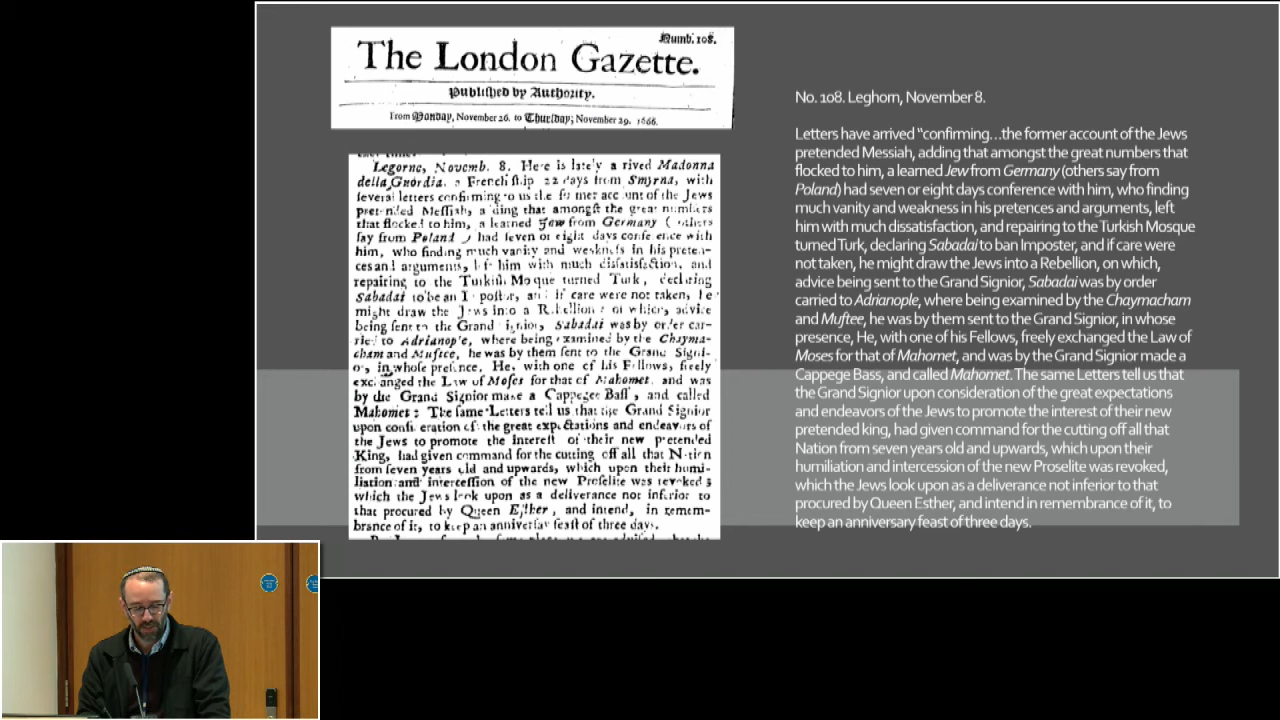 Numb. 108.
The London Gazette.
Published by Authority.
From Monday, November 26. to Thursday, November 29. 1666.
Legorne, Novemb. 8. Here is lately a rived Madonna
della Guardia, a French ship 22 days from Smyrna, with
several letters confirming to us the former account of the Jews
pretended Messiah, adding that amongst the great numbers
that flocked to him, a learned Jew from Germany (others
say from Poland) had seven or eight days conference with
him, who finding much vanity and weakness in his preten-
ces and arguments, left him with much dissatisfaction, and
repairing to the Turkish Mosque turned Turk, declaring
Sabadai to be an Impostor, and if care were not taken, he
might draw the Jews into a Rebellion; of which, advice
being sent to the Grand Signior, Sabadai was by order car-
ried to Adrianople, where being examined by the Chayma-
cham and Muftee, he was by them sent to the Grand Signi-
or, in whose presence, He, with one of his Fellows, freely
exchanged the Law of Moses for that of Mahomet, and was
by the Grand Signior made a Cappegee Bass, and called
Mahomet: The same Letters tell us that the Grand Signior
upon consideration of the great expectations and endeavors of
the Jews to promote the interest of their new pretended
King, had given command for the cutting off all that Nation
from seven years old and upwards, which upon their humi-
liation and intercession of the new Proselite was revoked;
which the Jews look upon as a deliverance not inferior to
that procured by Queen Esther, and intend, in remem-
brance of it, to keep an anniversary feast of three days.
No. 108. Leghorn, November 8.
Letters have arrived “confirming...the former account of the Jews
pretended Messiah, adding that amongst the great numbers that
flocked to him, a learned Jew from Germany (others say from
Poland) had seven or eight days conference with him, who finding
much vanity and weakness in his pretences and arguments, left
him with much dissatisfaction, and repairing to the Turkish Mosque
turned Turk, declaring Sabadai to ban Imposter, and if care were
not taken, he might draw the Jews into a Rebellion, on which,
advice being sent to the Grand Signior, Sabadai was by order
carried to Adrianople, where being examined by the Chaymacham
and Muftee, he was by them sent to the Grand Signior, in whose
presence, He, with one of his Fellows, freely exchanged the Law of
Moses for that of Mahomet, and was by the Grand Signior made a
Cappege Bass, and called Mahomet. The same Letters tell us that
the Grand Signior upon consideration of the great expectations
and endeavors of the Jews to promote the interest of their new
pretended king, had given command for the cutting off all that
Nation from seven years old and upwards, which upon their
humiliation and intercession of the new Proselite was revoked,
which the Jews look upon as a deliverance not inferior to that
procured by Queen Esther, and intend in remembrance of it, to
keep an anniversary feast of three days.